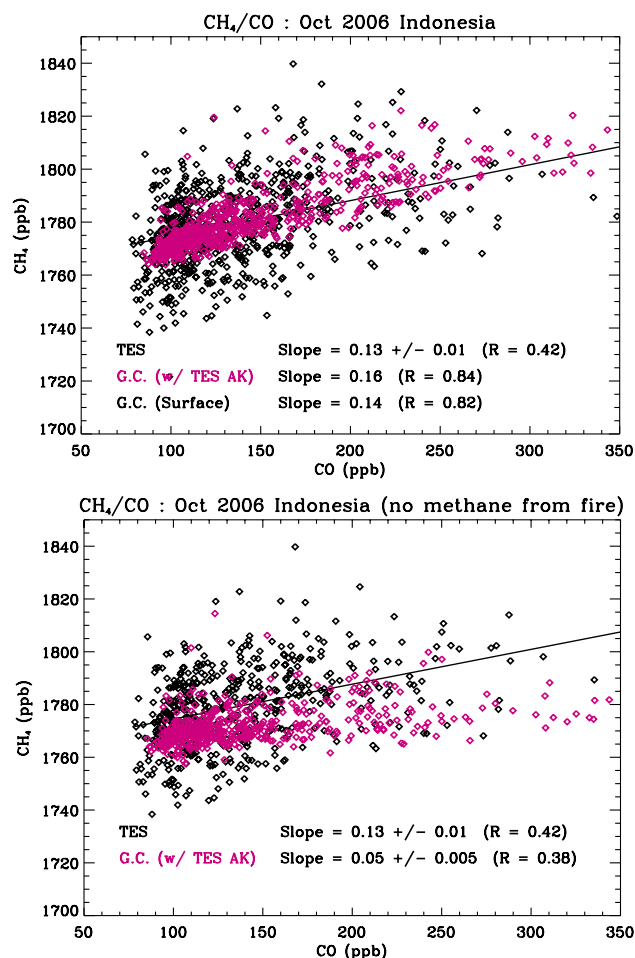 CH₄/CO : Oct 2006 Indonesia
1840
1820
1800
1780
1760
1740
1720
1700
CH₄ (ppb)
TES Slope = 0.13 +/- 0.01 (R = 0.42)
G.C. (w/ TES AK) Slope = 0.16 (R = 0.84)
G.C. (Surface) Slope = 0.14 (R = 0.82)
50 100 150 200 250 300 350
CO (ppb)
CH₄/CO : Oct 2006 Indonesia (no methane from fire)
1840
1820
1800
1780
1760
1740
1720
1700
CH₄ (ppb)
TES Slope = 0.13 +/- 0.01 (R = 0.42)
G.C. (w/ TES AK) Slope = 0.05 +/- 0.005 (R = 0.38)
50 100 150 200 250 300 350
CO (ppb)